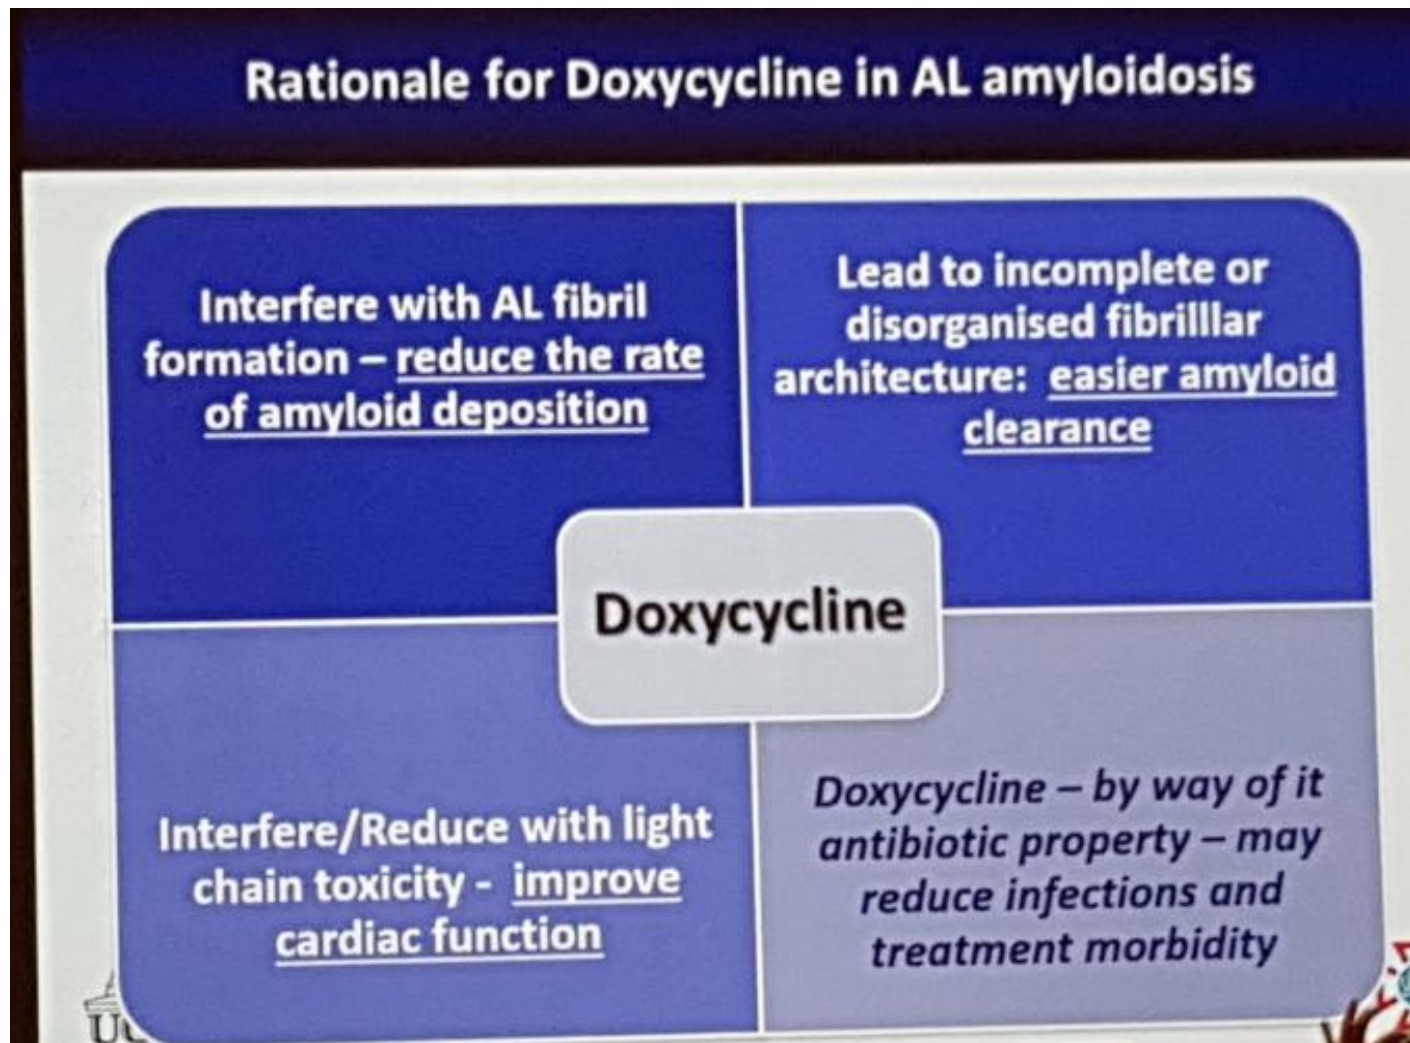 Rationale for Doxycycline in AL amyloidosis
Interfere with AL fibril
formation – reduce the rate
of amyloid deposition
Lead to incomplete or
disorganised fibrilllar
architecture: easier amyloid
clearance
Doxycycline
Interfere/Reduce with light
chain toxicity - improve
cardiac function
Doxycycline – by way of it
antibiotic property – may
reduce infections and
treatment morbidity